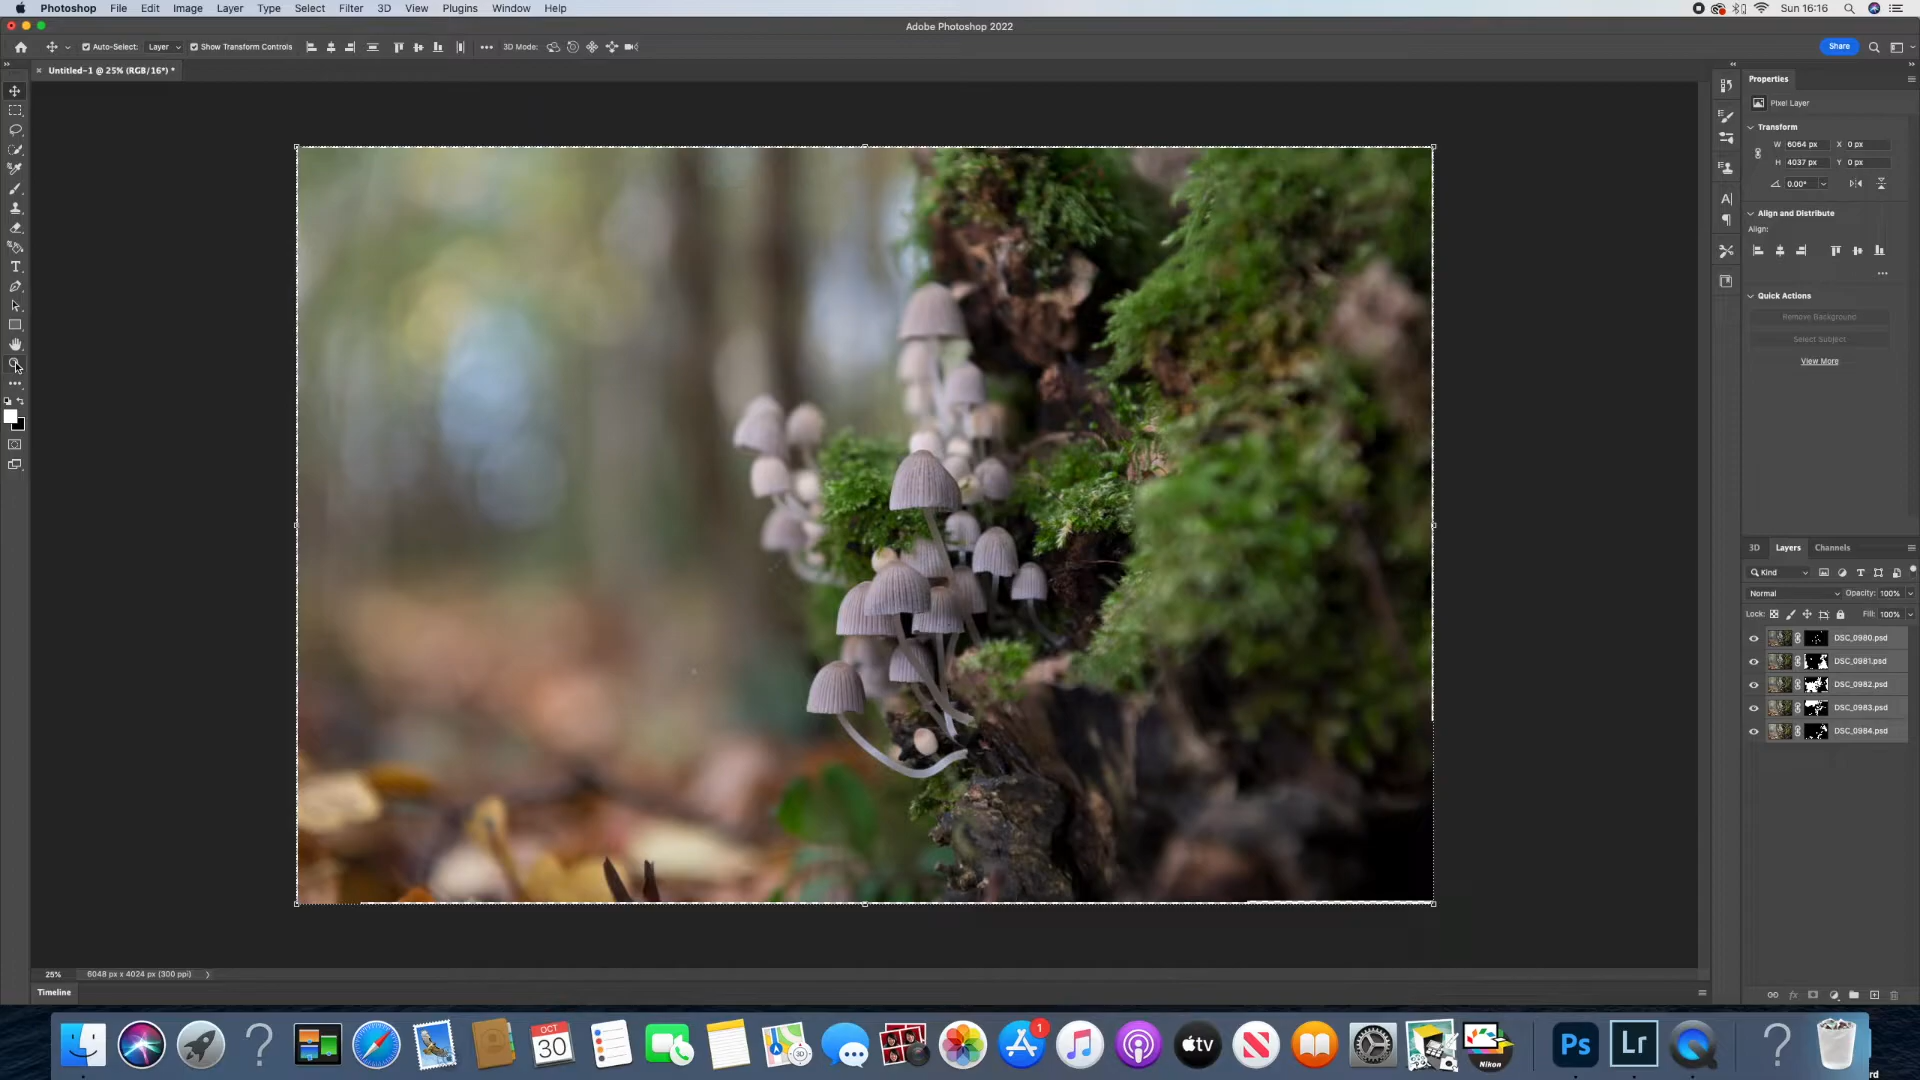 Photoshop File Edit Image Layer Type Select Filter 3D View Plugins Window Help Sun 16:16
Adobe Photoshop 2022
Auto-Select: Layer Show Transform Controls 3D Mode: Share
Untitled-1 @ 25% (RGB/16*) *
Properties
Pixel Layer
Transform
W 6064 px X 0 px
H 4037 px Y 0 px
0.00°
Align and Distribute
Align:
Quick Actions
Remove Background
Select Subject
View More
3D Layers Channels
Kind
Normal Opacity: 100%
Lock: Fill: 100%
DSC_0980.psd
DSC_0981.psd
DSC_0982.psd
DSC_0983.psd
DSC_0984.psd
25% 6048 px x 4024 px (300 ppi)
Timeline
OCT
30
3D
1
tv
Nikon
Ps
Lr